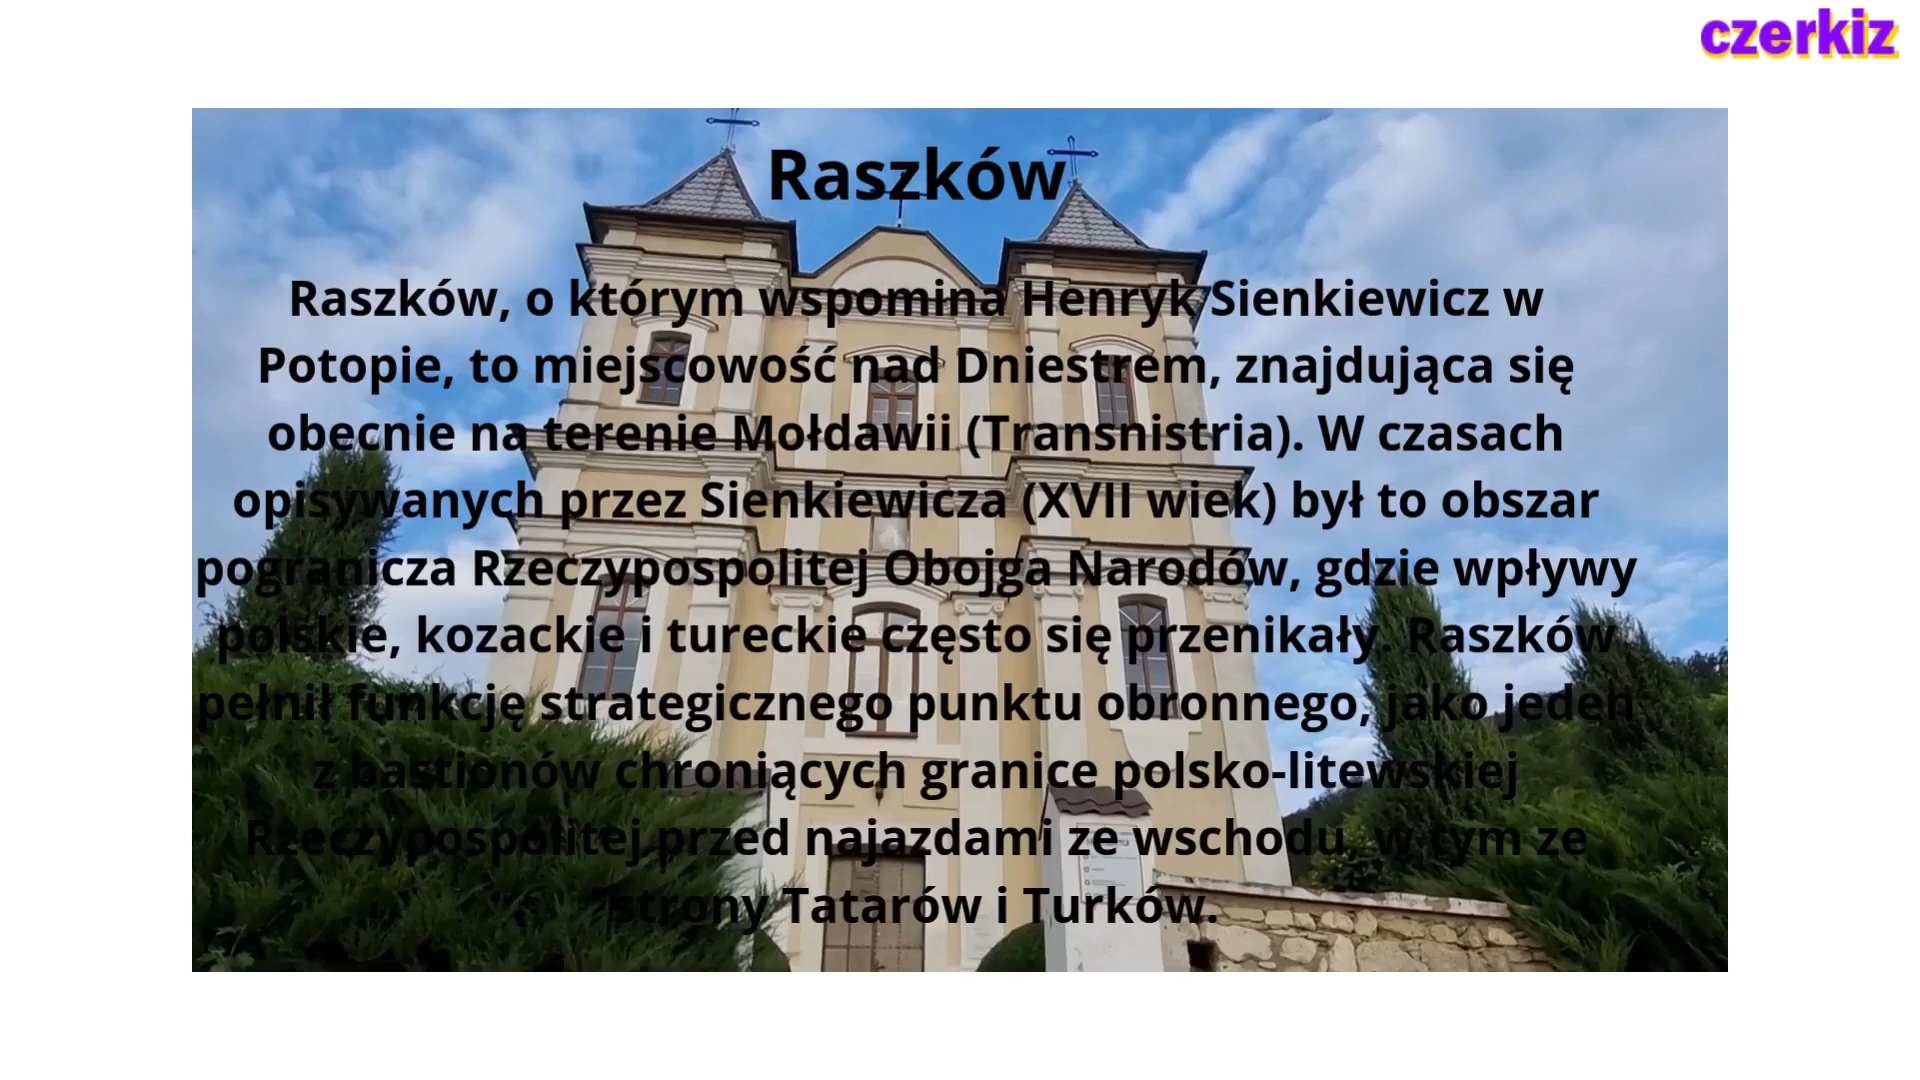 czerkiz
Raszków
Raszków, o którym wspomina Henryk Sienkiewicz w
Potopie, to miejscowość nad Dniestrem, znajdująca się
obecnie na terenie Mołdawii (Transnistria). W czasach
opisywanych przez Sienkiewicza (XVII wiek) był to obszar
pogranicza Rzeczypospolitej Obojga Narodów, gdzie wpływy
polskie, kozackie i tureckie często się przenikały. Raszków
pełnił funkcję strategicznego punktu obronnego, jako jeden
z bastionów chroniących granice polsko-litewskiej
Rzeczypospolitej przed najazdami ze wschodu, w tym ze
strony Tatarów i Turków.